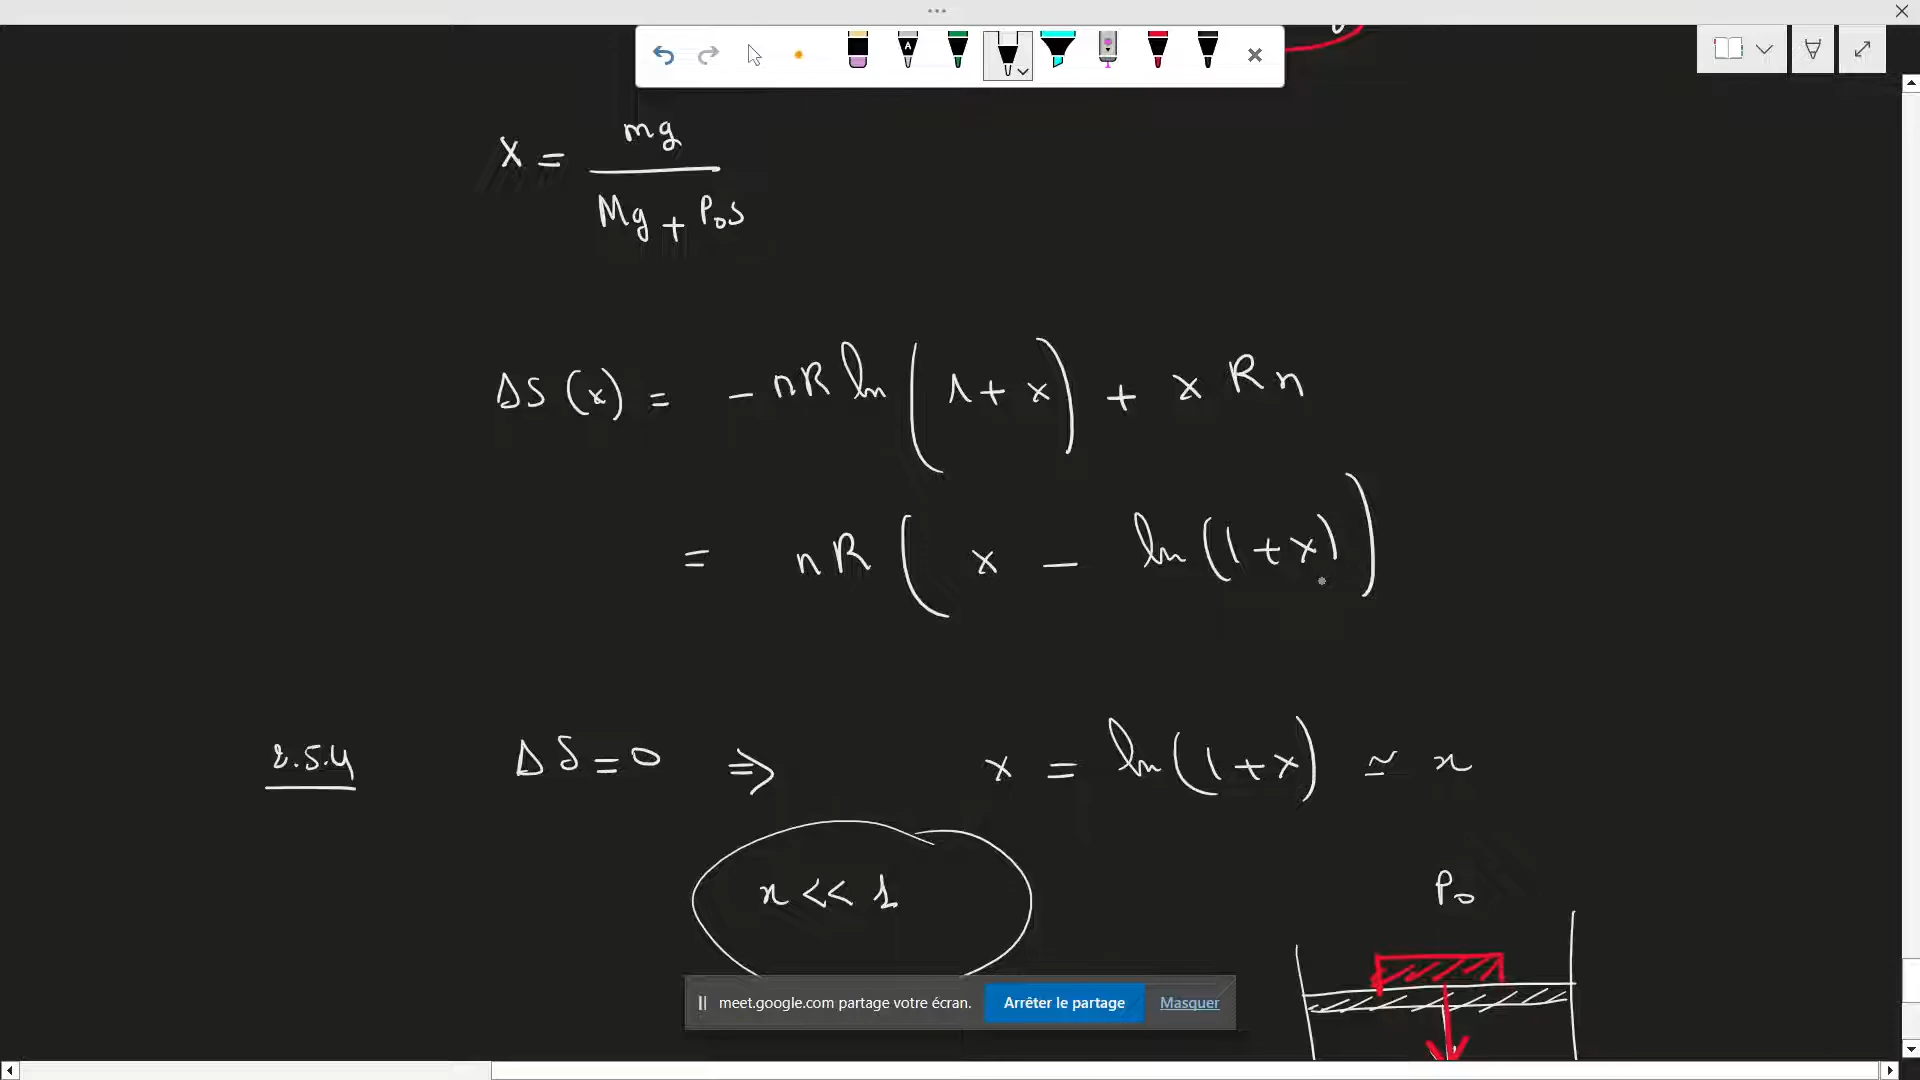 x = mg / (Mg + P₀s)
ΔS(x) = - nR ln(1 + x) + x R n
= nR (x - ln(1 + x))
2.5.4 ΔS = 0 ⇒ x = ln(1 + x) ≃ x
x << 1
P₀
meet.google.com partage votre écran. Arrêter le partage Masquer